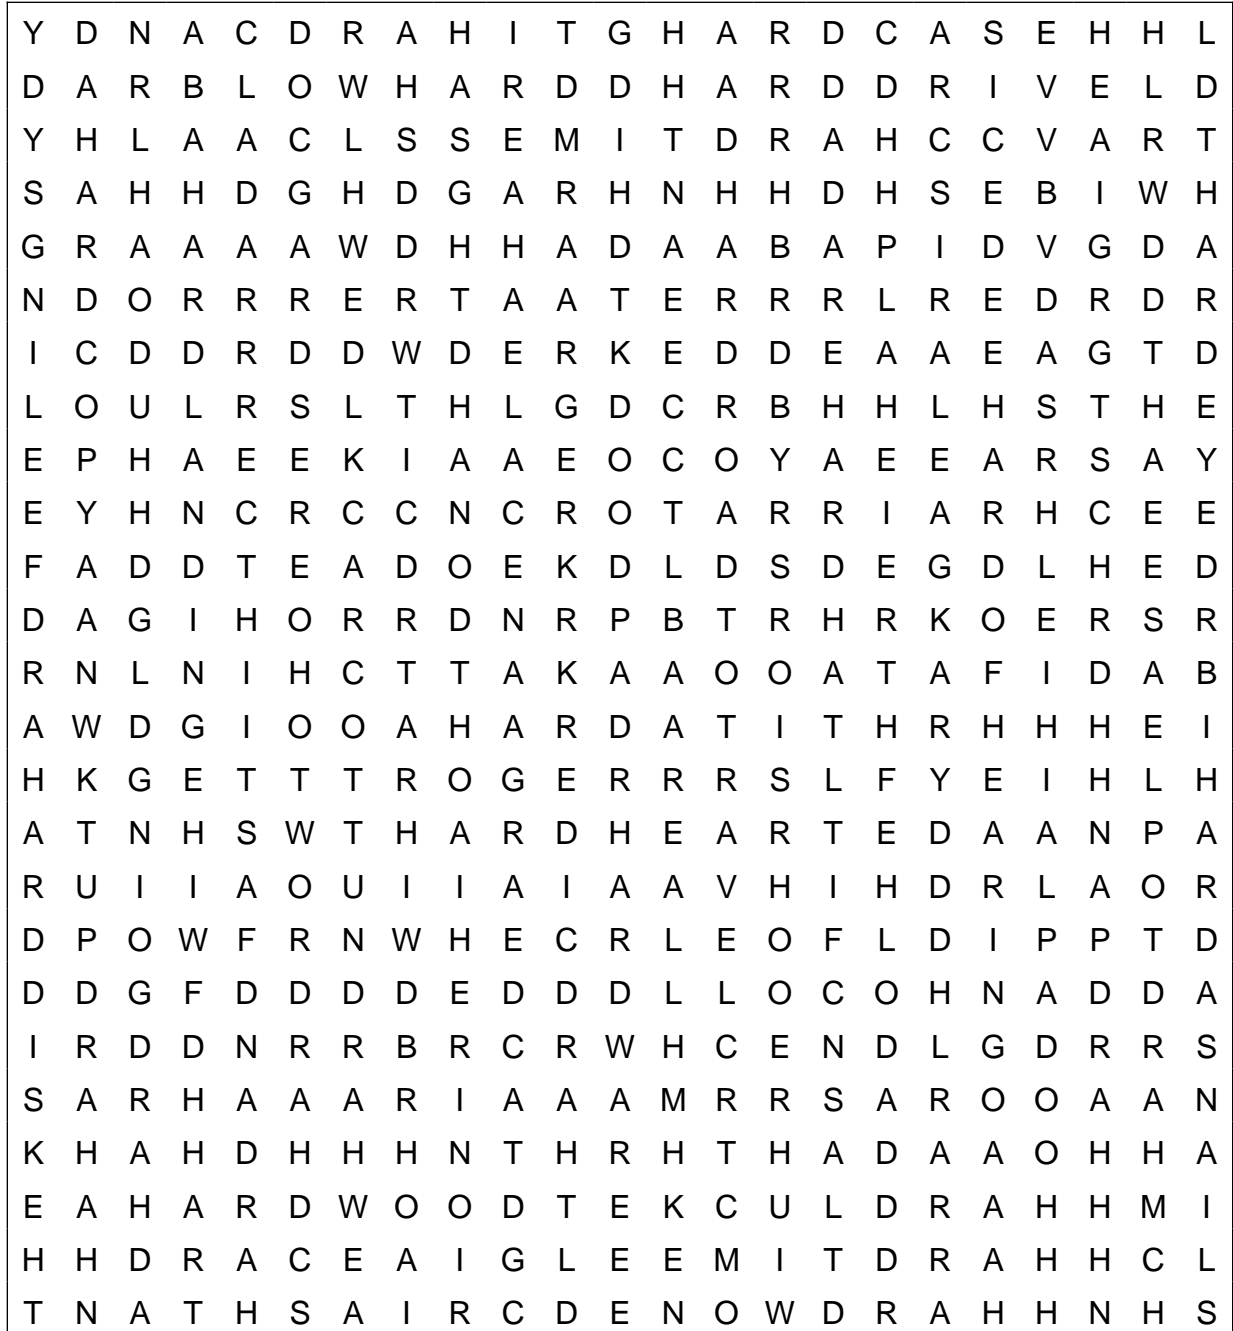 Y D N A C D R A H I T G H A R D C A S E H H L
D A R B L O W H A R D D H A R D D R I V E L D
Y H L A A C L S S E M I T D R A H C C V A R T
S A H H D G H D G A R H N H H D H S E B I W H
G R A A A A W D H H A D A A B A P I D V G D A
N D O R R R E R T A A T E R R R L R E D R D R
I C D D R D D W D E R K E D D E A A E A G T D
L O U L R S L T H L G D C R B H H L H S T H E
E P H A E E K I A A E O C O Y A E E A R S A Y
E Y H N C R C C N C R O T A R R I A R H C E E
F A D D T E A D O E K D L D S D E G D L H E D
D A G I H O R R D N R P B T R H R K O E R S R
R N L N I H C T T A K A A O O A T A F I D A B
A W D G I O O A H A R D A T I T H R H H H E I
H K G E T T T R O G E R R R S L F Y E I H L H
A T N H S W T H A R D H E A R T E D A A N P A
R U I I A O U I I A I A A V H I H D R L A O R
D P O W F R N W H E C R L E O F L D I P P T D
D D G F D D D D E D D D L L O C O H N A D D A
I R D D N R R B R C R W H C E N D L G D R R S
S A R H A A A R I A A A M R R S A R O O A A N
K H A H D H H H N T H R H T H A D A A O H H A
E A H A R D W O O D T E K C U L D R A H H M I
H H D R A C E A I G L E E M I T D R A H H C L
T N A T H S A I R C D E N O W D R A H H N H S